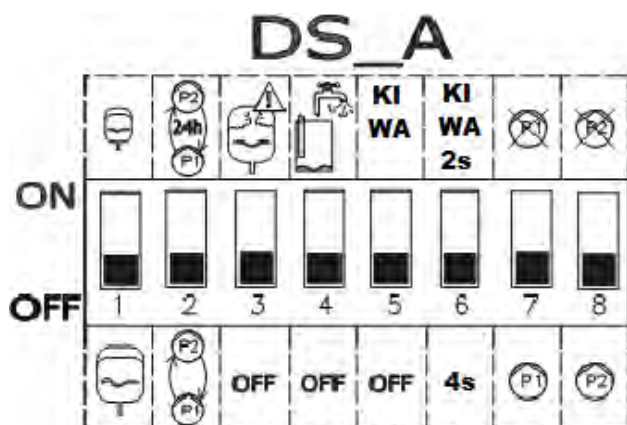 DS_A
P2 24h P1 KI WA KI WA 2s P1 P2
ON
OFF 1 2 3 4 5 6 7 8
P2 P1 OFF OFF OFF 4s P1 P2